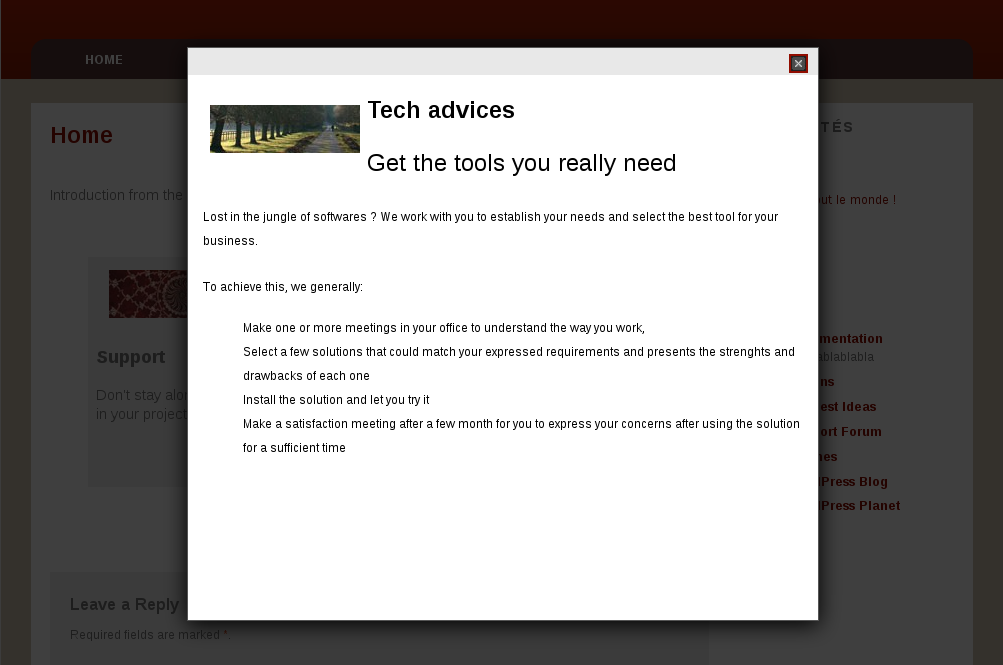 HOME
Home
Introduction from the
Support
Don't stay
in your project
Leave a Reply
Required fields are marked *.
Tech advices
Get the tools you really need
Lost in the jungle of softwares ? We work with you to establish your needs and select the best tool for your
business.
To achieve this, we generally:
Make one or more meetings in your office to understand the way you work,
Select a few solutions that could match your expressed requirements and presents the strenghts and
drawbacks of each one
Install the solution and let you try it
Make a satisfaction meeting after a few month for you to express your concerns after using the solution
for a sufficient time
TÉS
ut le monde !
mentation
ablablabla
ns
est Ideas
ort Forum
nes
Press Blog
Press Planet